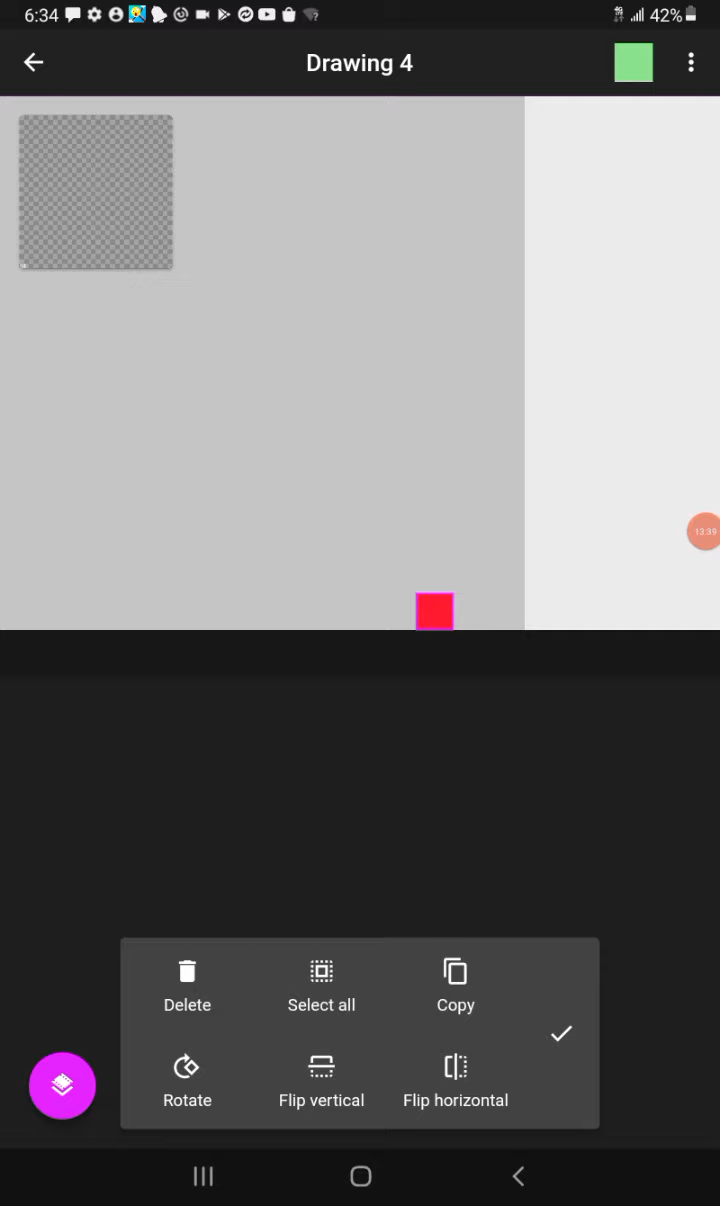 6:34 42%
Drawing 4
13:39
Delete Select all Copy
Rotate Flip vertical Flip horizontal